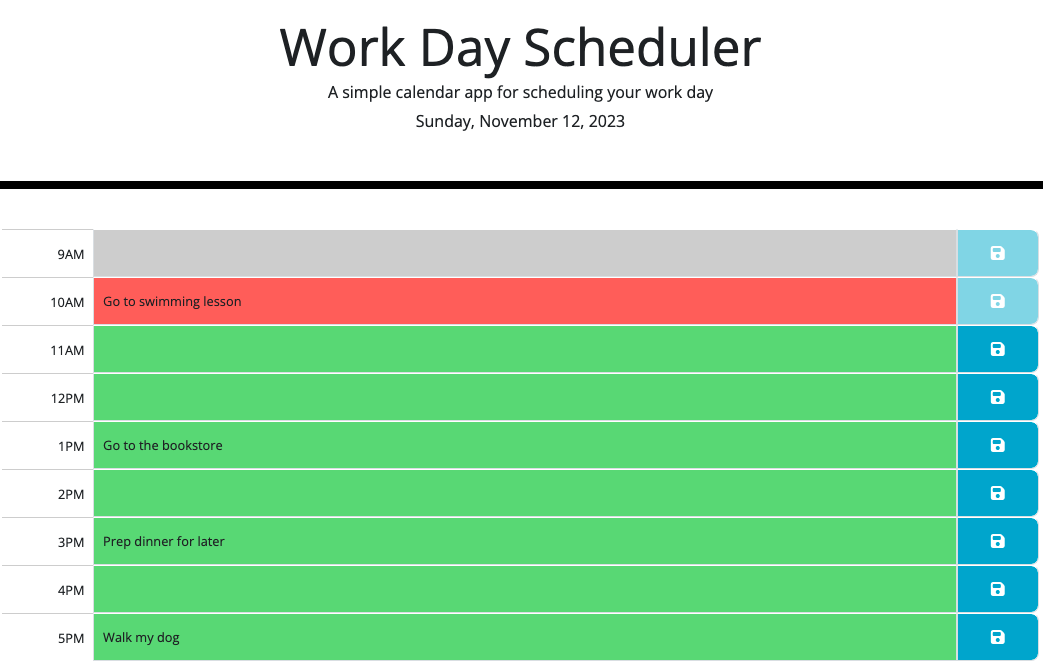 Work Day Scheduler
A simple calendar app for scheduling your work day
Sunday, November 12, 2023
9AM
10AM Go to swimming lesson
11AM
12PM
1PM Go to the bookstore
2PM
3PM Prep dinner for later
4PM
5PM Walk my dog